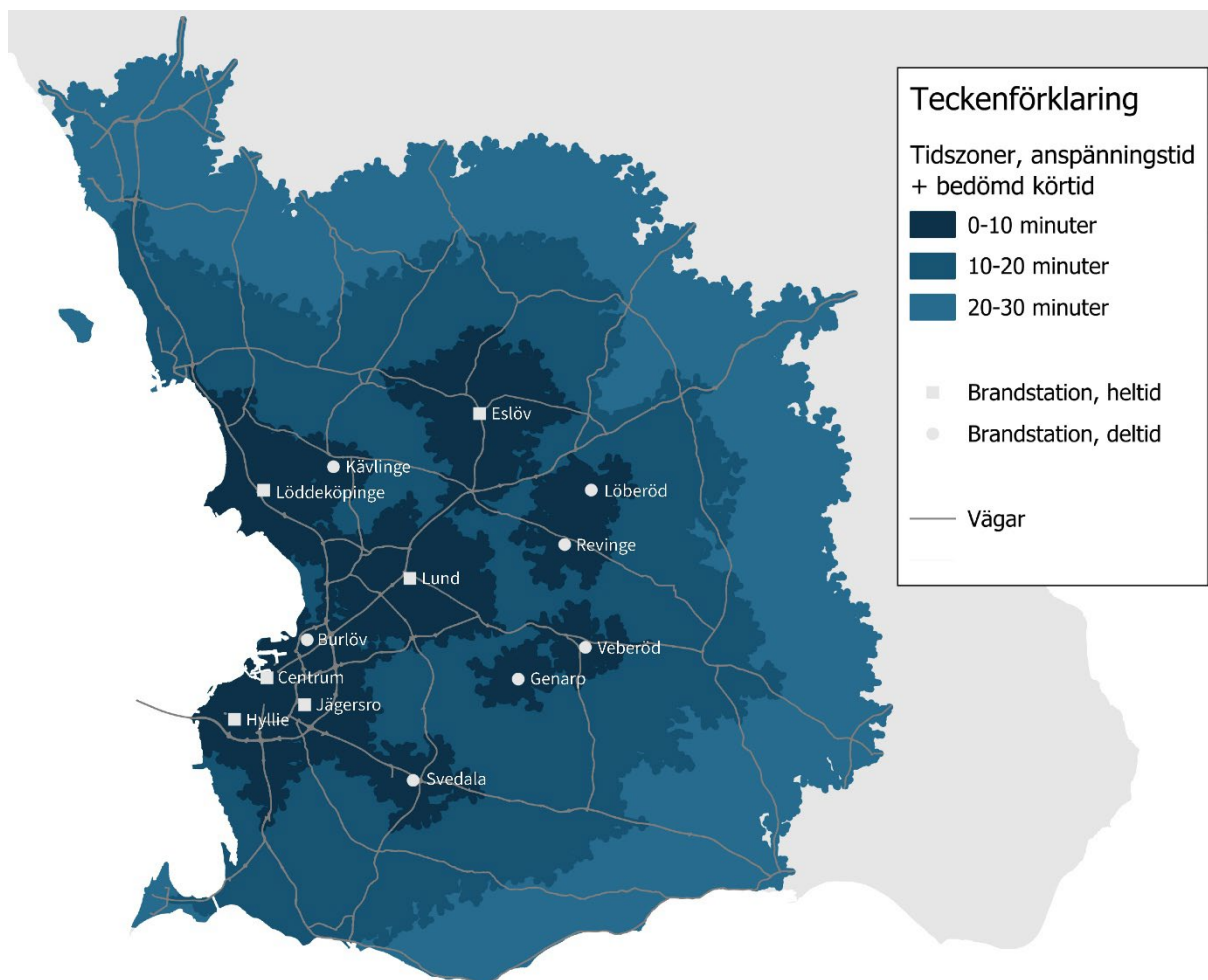 Teckenförklaring
Tidszoner, anspänningstid
+ bedömd körtid
0-10 minuter
10-20 minuter
20-30 minuter
Brandstation, heltid
Brandstation, deltid
Vägar
Eslöv
Kävlinge
Löddeköpinge
Löberöd
Revinge
Lund
Burlöv
Veberöd
Centrum
Genarp
Jägersro
Hyllie
Svedala